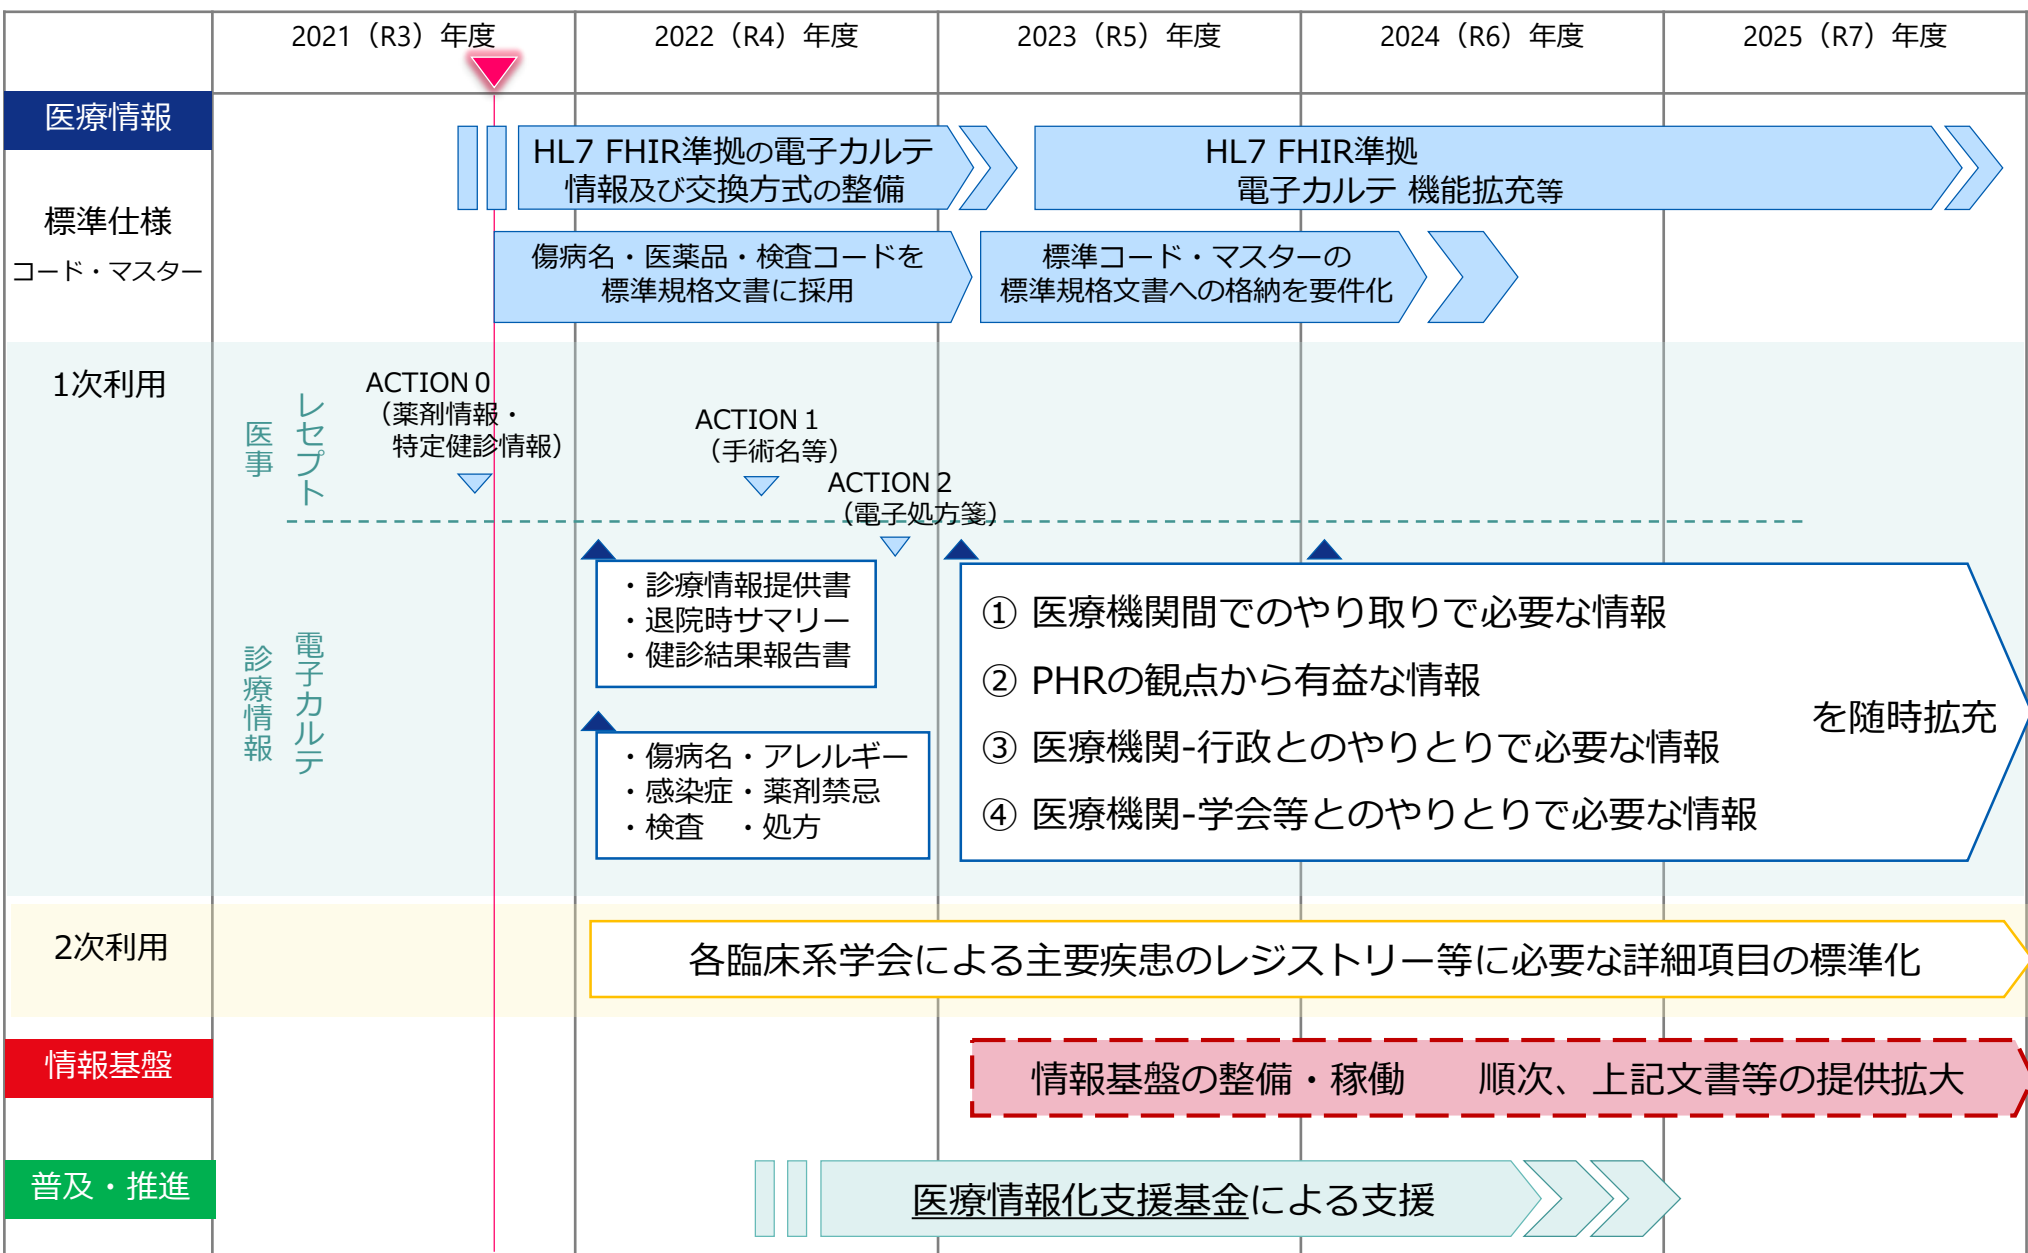 2021（R3）年度
2022（R4）年度
2023（R5）年度
2024（R6）年度
2025（R7）年度
医療情報
HL7 FHIR準拠の電子カルテ
情報及び交換方式の整備
HL7 FHIR準拠
電子カルテ 機能拡充等
標準仕様
コード・マスター
傷病名・医薬品・検査コードを
標準規格文書に採用
標準コード・マスターの
標準規格文書への格納を要件化
1次利用
医事
レセプト
ACTION０
（薬剤情報・
特定健診情報）
ACTION１
（手術名等）
ACTION２
（電子処方箋）
診療情報
電子カルテ
・診療情報提供書
・退院時サマリー
・健診結果報告書
・傷病名・アレルギー
・感染症・薬剤禁忌
・検査　・処方
① 医療機関間でのやり取りで必要な情報
② PHRの観点から有益な情報
③ 医療機関-行政とのやりとりで必要な情報
④ 医療機関-学会等とのやりとりで必要な情報
を随時拡充
2次利用
各臨床系学会による主要疾患のレジストリー等に必要な詳細項目の標準化
情報基盤
情報基盤の整備・稼働　　順次、上記文書等の提供拡大
普及・推進
医療情報化支援基金による支援